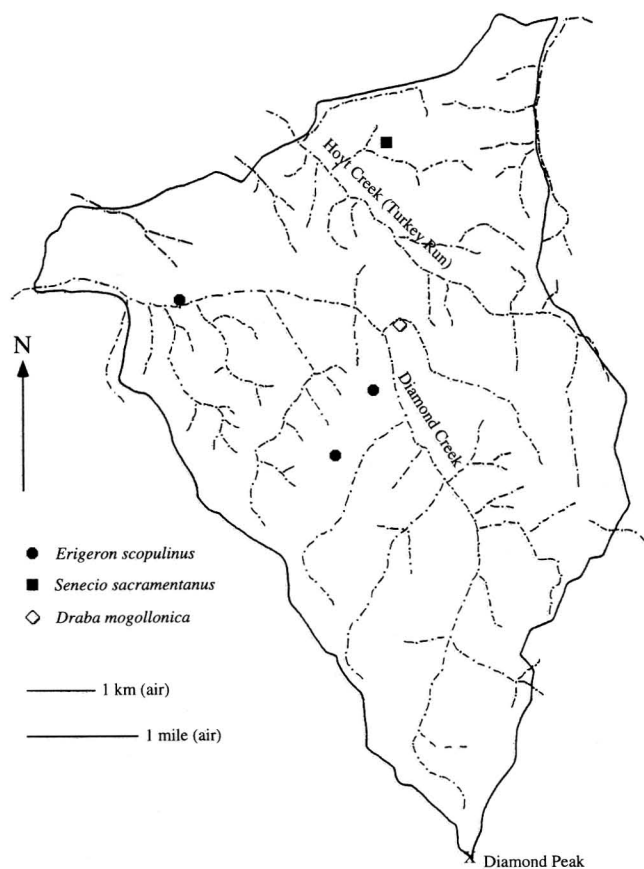 Hoyt Creek (Turkey Run)
N
Diamond Creek
Erigeron scopulinus
Senecio sacramentanus
Draba mogollonica
1 km (air)
1 mile (air)
X Diamond Peak